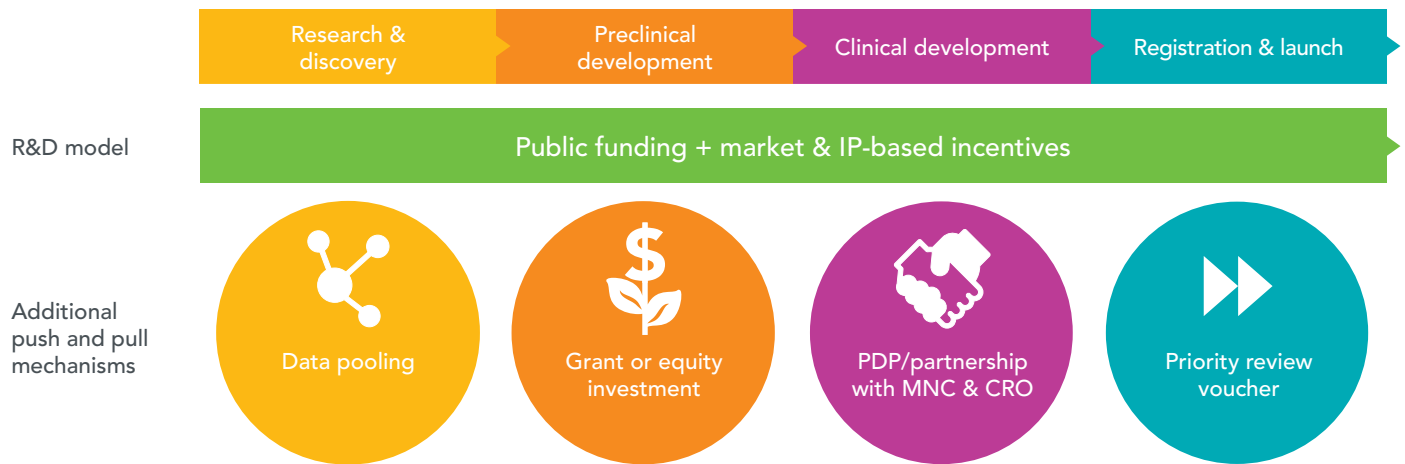 Research &
discovery
Preclinical
development
Clinical development
Registration & launch
R&D model
Public funding + market & IP-based incentives
Additional
push and pull
mechanisms
Data pooling
$
Grant or equity
investment
PDP/partnership
with MNC & CRO
Priority review
voucher